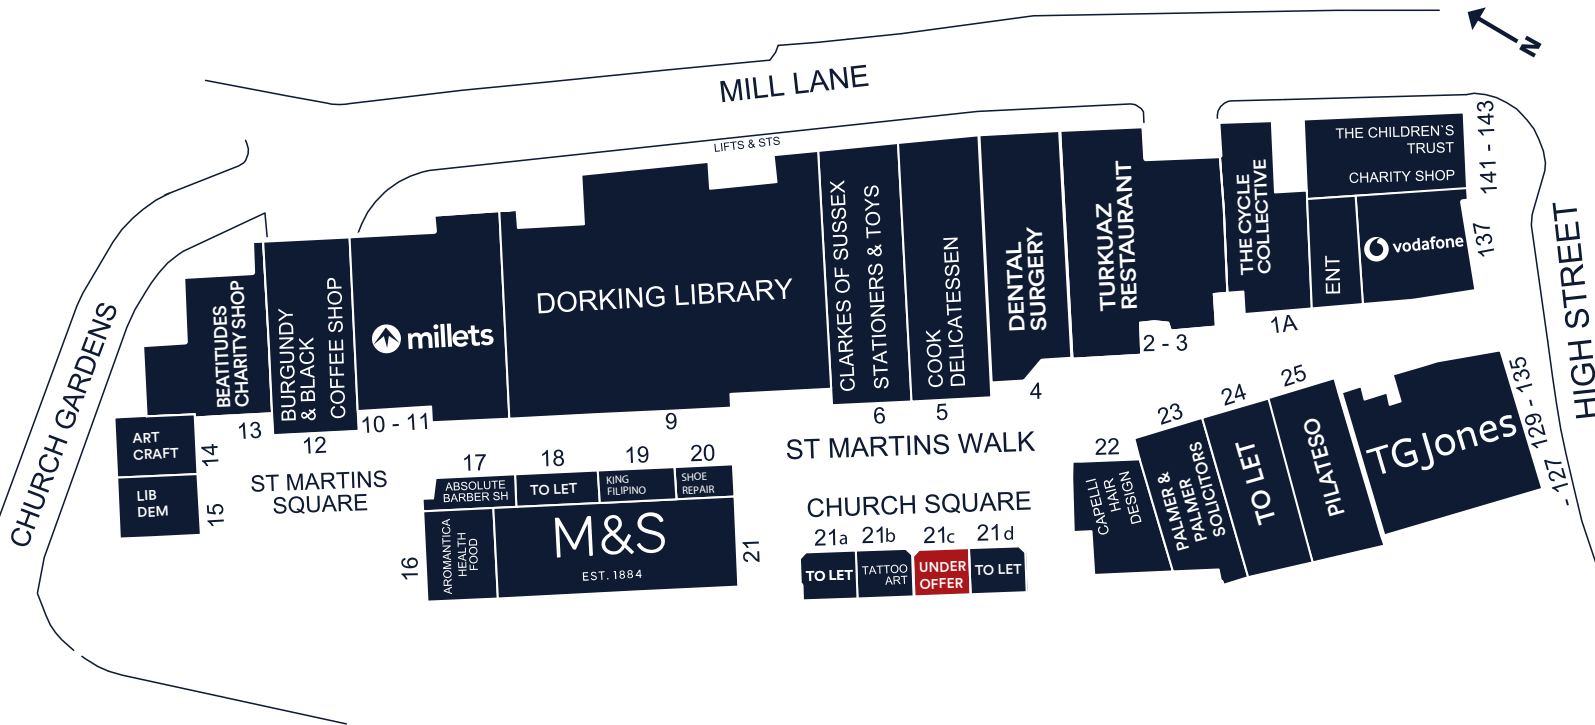 MILL LANE
N
LIFTS & STS
THE CHILDREN`S
TRUST
CHARITY SHOP
141 - 143
THE CYCLE
COLLECTIVE
1A
ENT
vodafone
137
HIGH STREET
TURKUAZ
RESTAURANT
2 - 3
DENTAL
SURGERY
4
COOK
DELICATESSEN
5
CLARKES OF SUSSEX
STATIONERS & TOYS
6
DORKING LIBRARY
9
millets
10 - 11
BURGUNDY
& BLACK
COFFEE SHOP
12
BEATITUDES
CHARITY SHOP
13
CHURCH GARDENS
ART
CRAFT
14
LIB
DEM
15
ST MARTINS
SQUARE
ST MARTINS WALK
17
18
19
20
ABSOLUTE
BARBER SH
TO LET
KING
FILIPINO
SHOE
REPAIR
16
AROMANTICA
HEALTH
FOOD
M&S
EST. 1884
21
CHURCH SQUARE
21a
21b
21c
21d
TO LET
TATTOO
ART
UNDER
OFFER
TO LET
22
CAPELLI
HAIR
DESIGN
23
PALMER &
PALMER
SOLICITORS
24
TO LET
25
PILATESO
TGJones
- 127 129 - 135